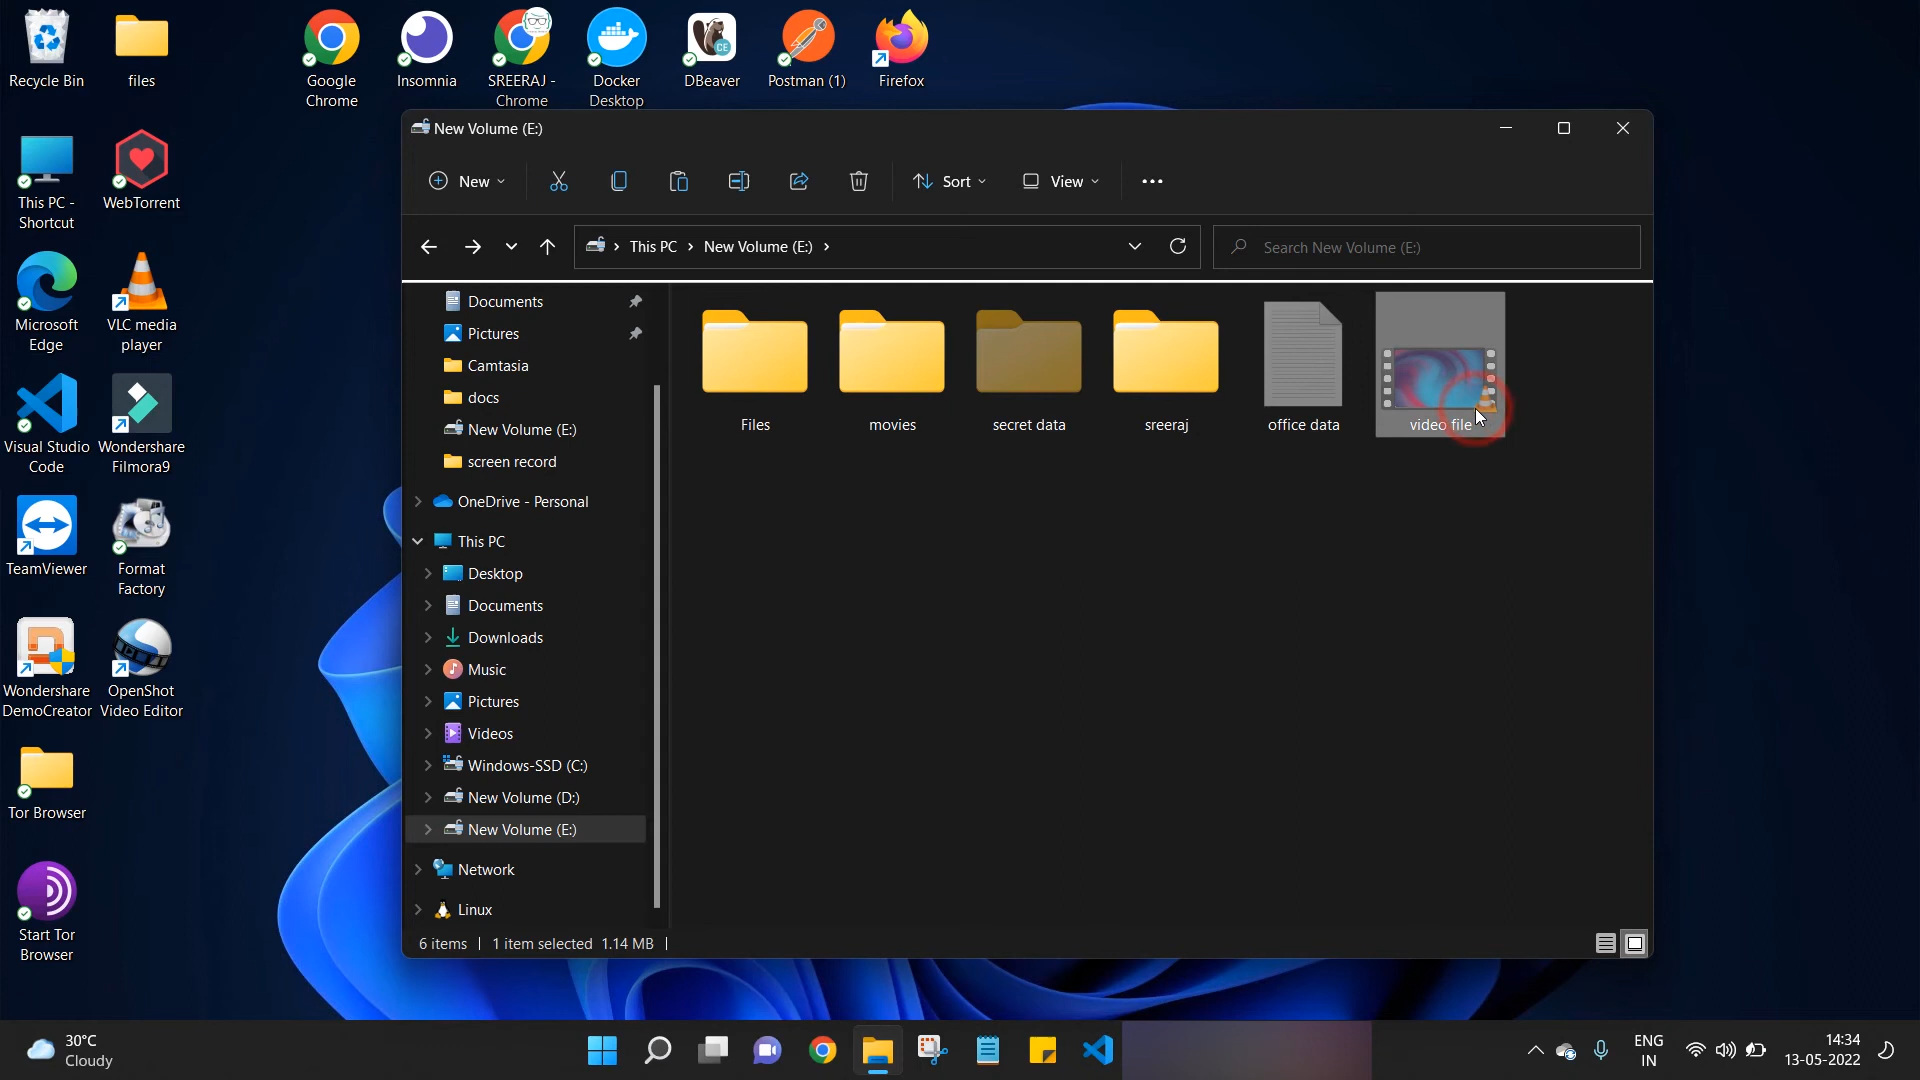 Recycle Bin
files
Google
Chrome
Insomnia
SREERAJ -
Chrome
Docker
Desktop
DBeaver
CE
Postman (1)
Firefox
This PC -
Shortcut
WebTorrent
Microsoft
Edge
VLC media
player
Visual Studio
Code
Wondershare
Filmora9
TeamViewer
Format
Factory
Wondershare
DemoCreator
OpenShot
Video Editor
Tor Browser
Start Tor
Browser
New Volume (E:)
New
Sort
View
This PC
New Volume (E:)
Search New Volume (E:)
Documents
Pictures
Camtasia
docs
New Volume (E:)
screen record
OneDrive - Personal
This PC
Desktop
Documents
Downloads
Music
Pictures
Videos
Windows-SSD (C:)
New Volume (D:)
New Volume (E:)
Network
Linux
Files
movies
secret data
sreeraj
office data
video file
6 items
1 item selected 1.14 MB
30°C
Cloudy
ENG
IN
14:34
13-05-2022